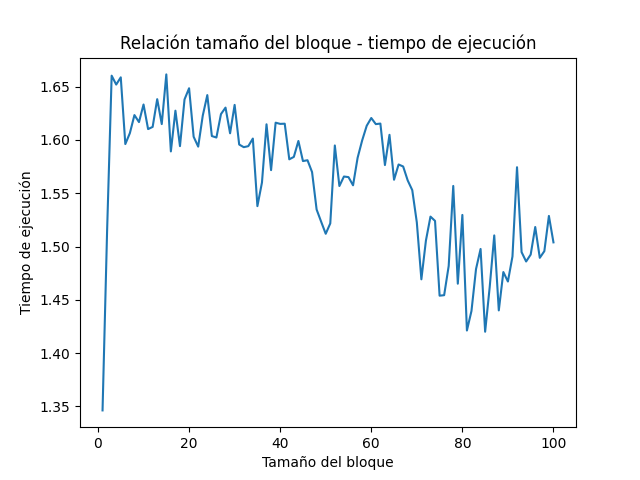 Relación tamaño del bloque - tiempo de ejecución
1.65
1.60
1.55
1.50
1.45
1.40
1.35
Tiempo de ejecución
0 20 40 60 80 100
Tamaño del bloque